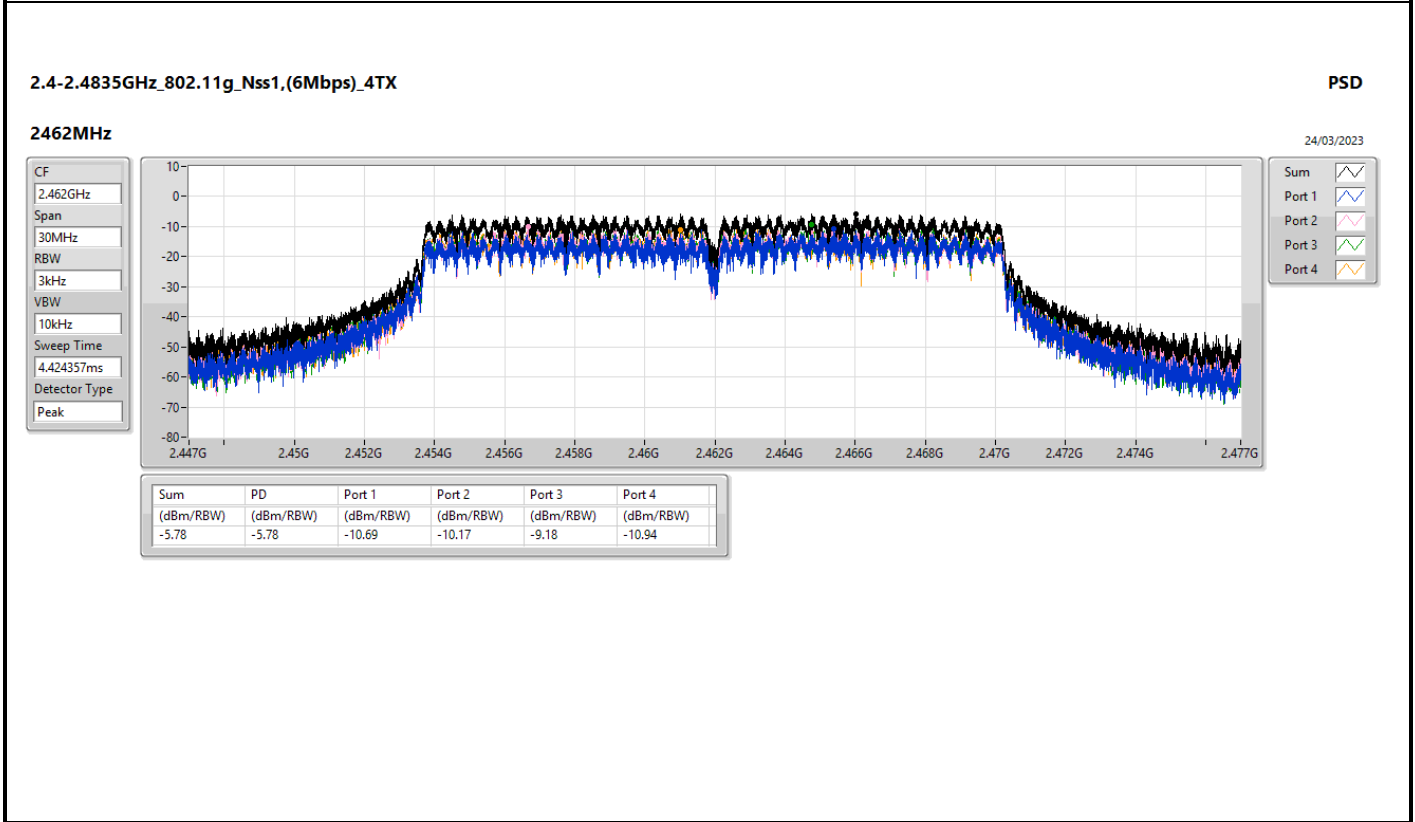 2.4-2.4835GHz_802.11g_Nss1,(6Mbps)_4TX
PSD
2462MHz
24/03/2023
CF
2.462GHz
Span
30MHz
RBW
3kHz
VBW
10kHz
Sweep Time
4.424357ms
Detector Type
Peak
10
0
-10
-20
-30
-40
-50
-60
-70
-80
2.447G 2.45G 2.452G 2.454G 2.456G 2.458G 2.46G 2.462G 2.464G 2.466G 2.468G 2.47G 2.472G 2.474G 2.477G
Sum
Port 1
Port 2
Port 3
Port 4
Sum PD Port 1 Port 2 Port 3 Port 4
(dBm/RBW) (dBm/RBW) (dBm/RBW) (dBm/RBW) (dBm/RBW) (dBm/RBW)
-5.78 -5.78 -10.69 -10.17 -9.18 -10.94